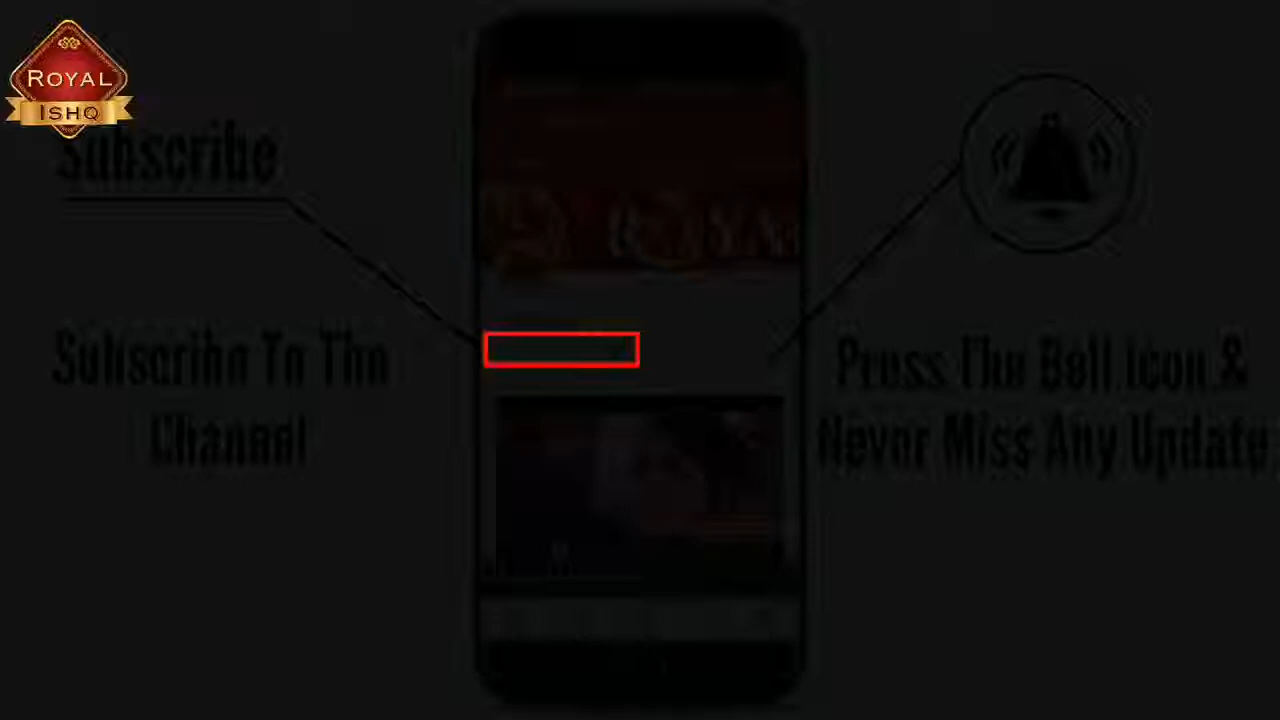 ROYAL
ISHQ
Subscribe
Subscribe To The
Channel
Press The Bell Icon &
Never Miss Any Update